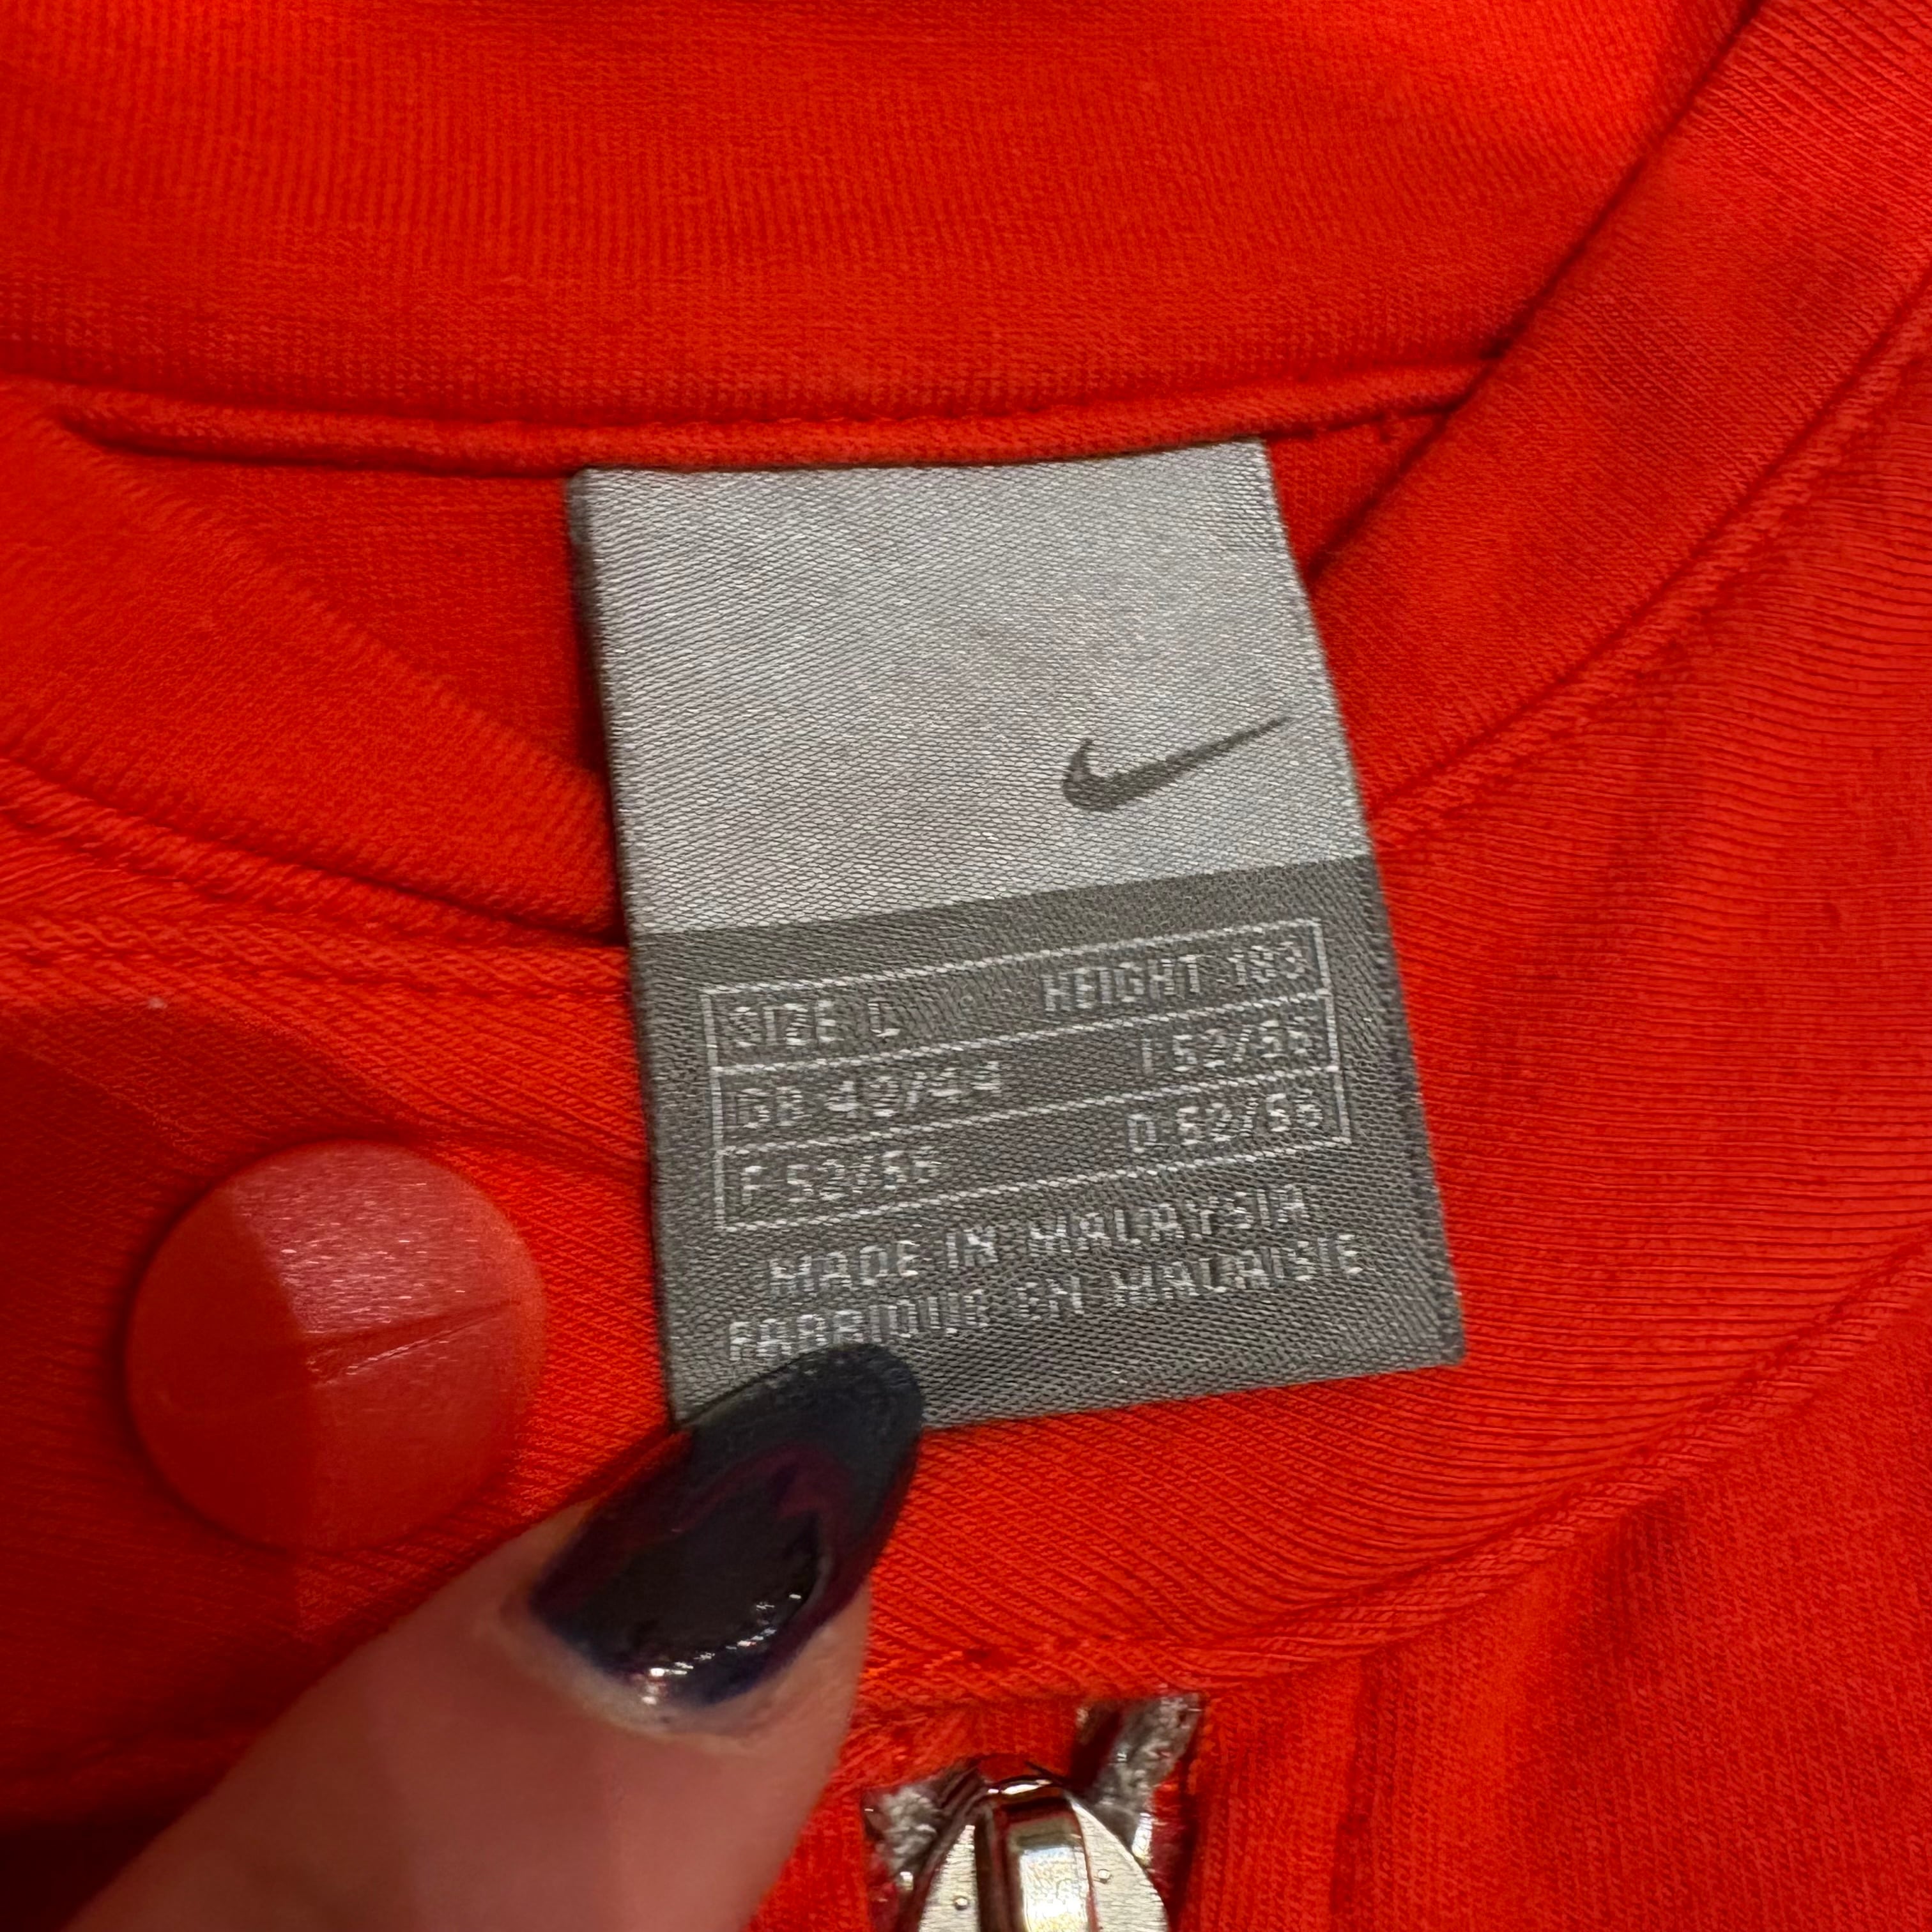 SIZE L HEIGHT 183
GB 42/44 I 52/56
F 52/56 D 52/56
MADE IN MALAYSIA
FABRIQUE EN MALAISIE